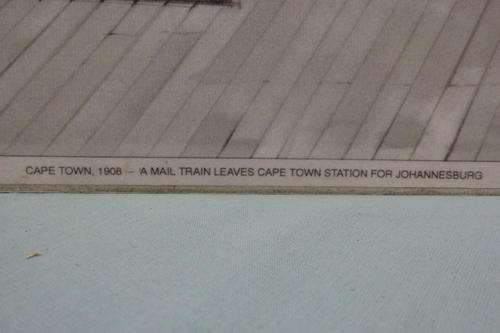 CAPE TOWN, 1908 - A MAIL TRAIN LEAVES CAPE TOWN STATION FOR JOHANNESBURG